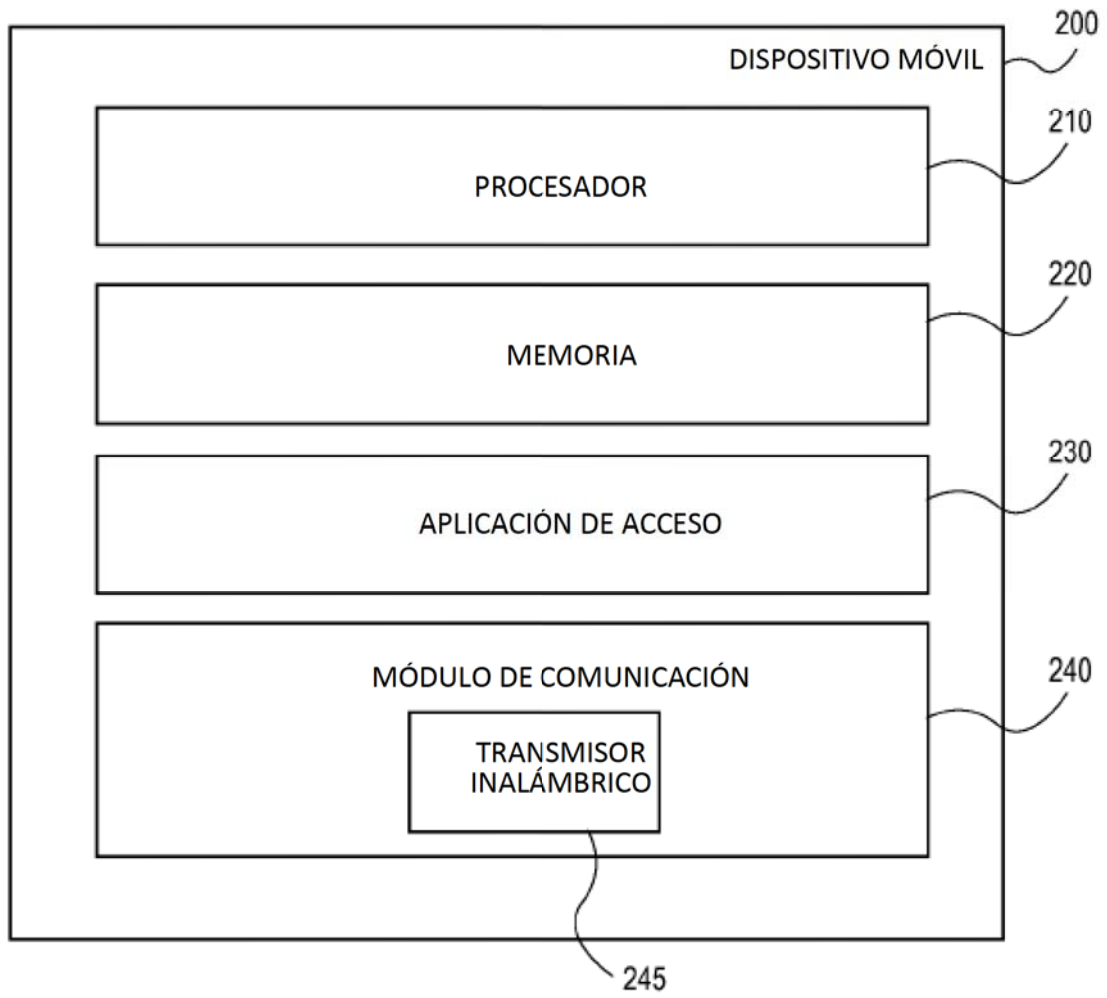 200
DISPOSITIVO MÓVIL
210
PROCESADOR
220
MEMORIA
230
APLICACIÓN DE ACCESO
240
MÓDULO DE COMUNICACIÓN
TRANSMISOR
INALÁMBRICO
245